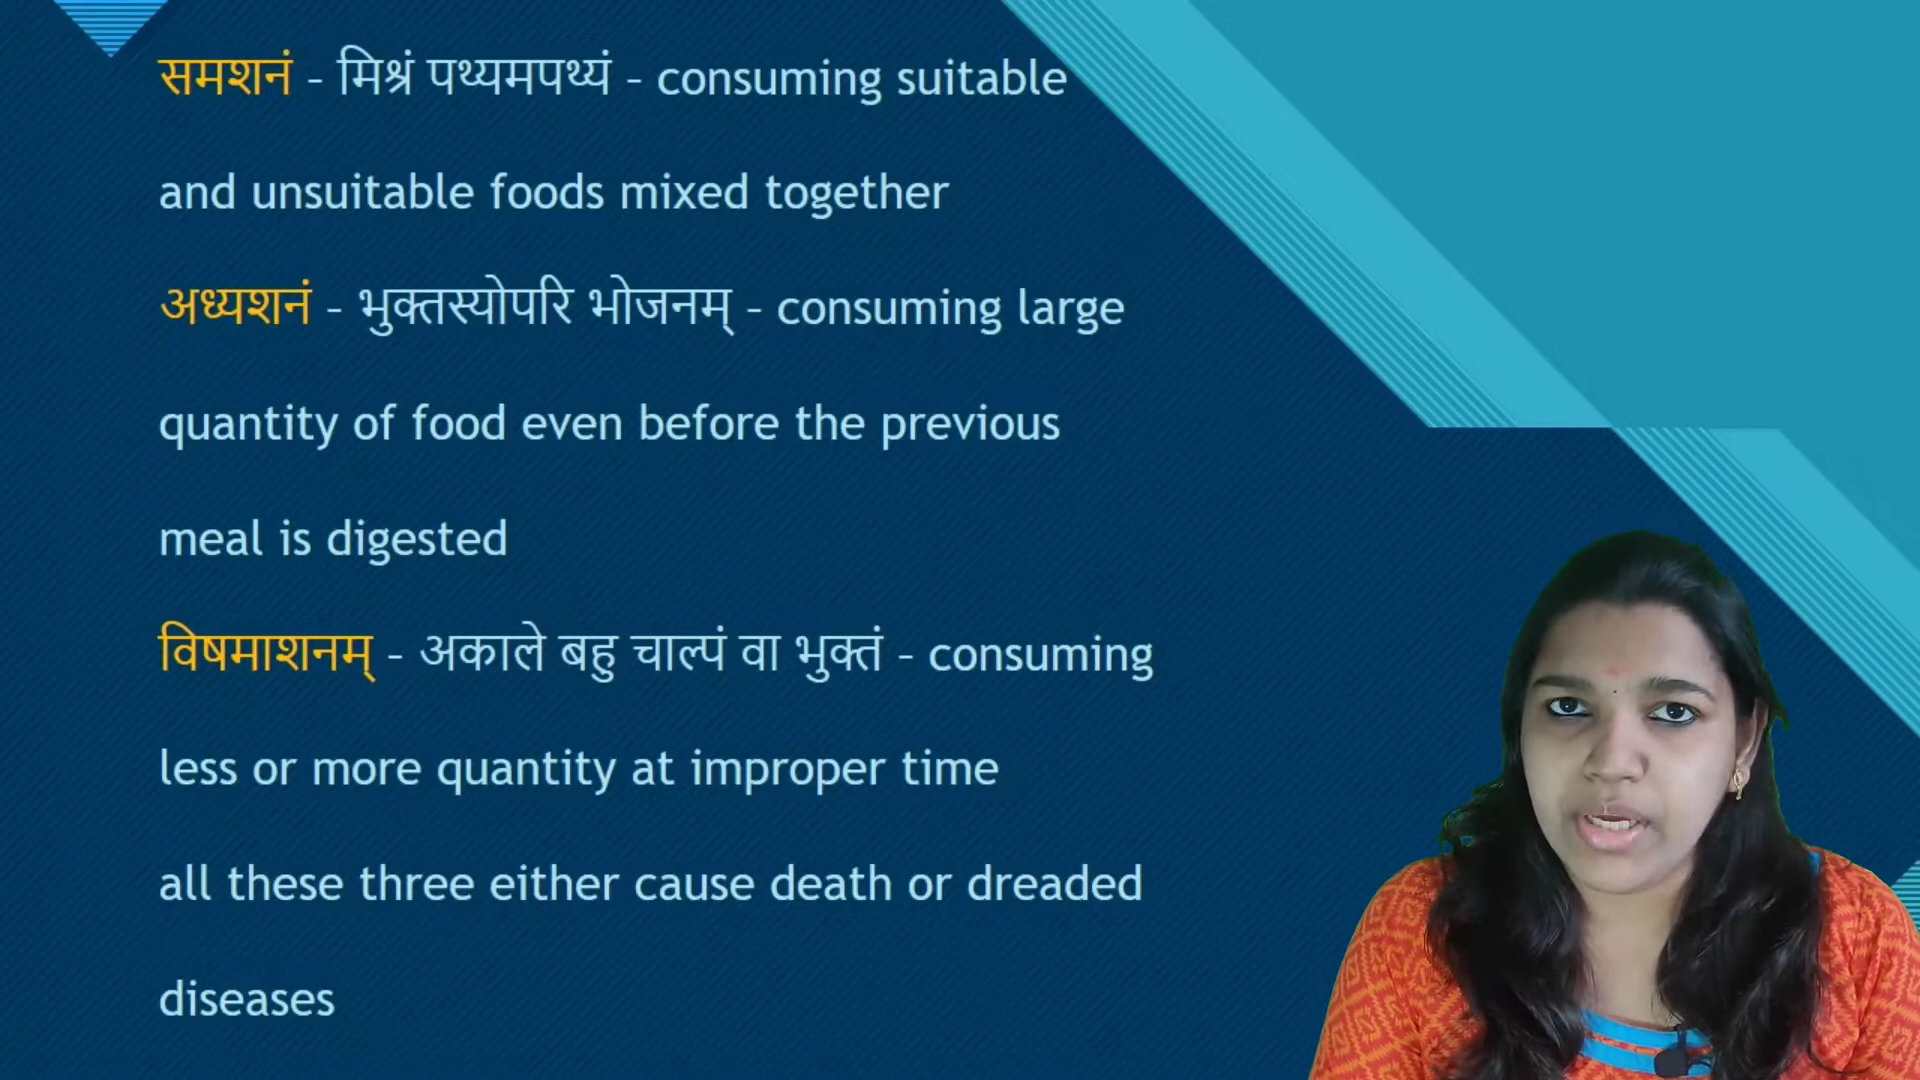 समशनं – मिश्रं पथ्यमपथ्यं – consuming suitable
and unsuitable foods mixed together
अध्यशनं – भुक्तस्योपरि भोजनम् – consuming large
quantity of food even before the previous
meal is digested
विषमाशनम् – अकाले बहु चाल्पं वा भुक्तं – consuming
less or more quantity at improper time
all these three either cause death or dreaded
diseases